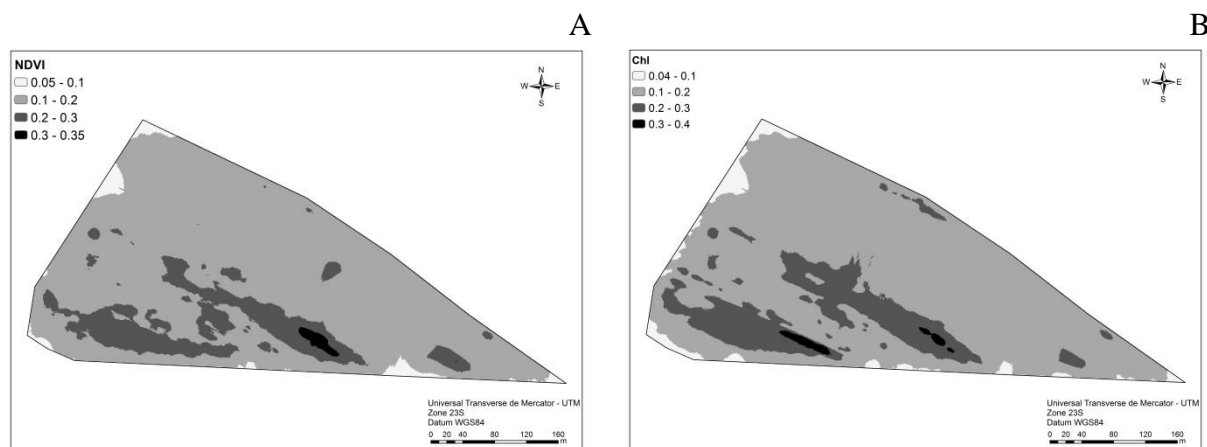 A
NDVI
0.05 - 0.1
0.1 - 0.2
0.2 - 0.3
0.3 - 0.35
N
W E
S
Universal Transverse de Mercator - UTM
Zone 23S
Datum WGS84
0 20 40 80 120 160
m
B
Chl
0.04 - 0.1
0.1 - 0.2
0.2 - 0.3
0.3 - 0.4
N
W E
S
Universal Transverse de Mercator - UTM
Zone 23S
Datum WGS84
0 20 40 80 120 160
m